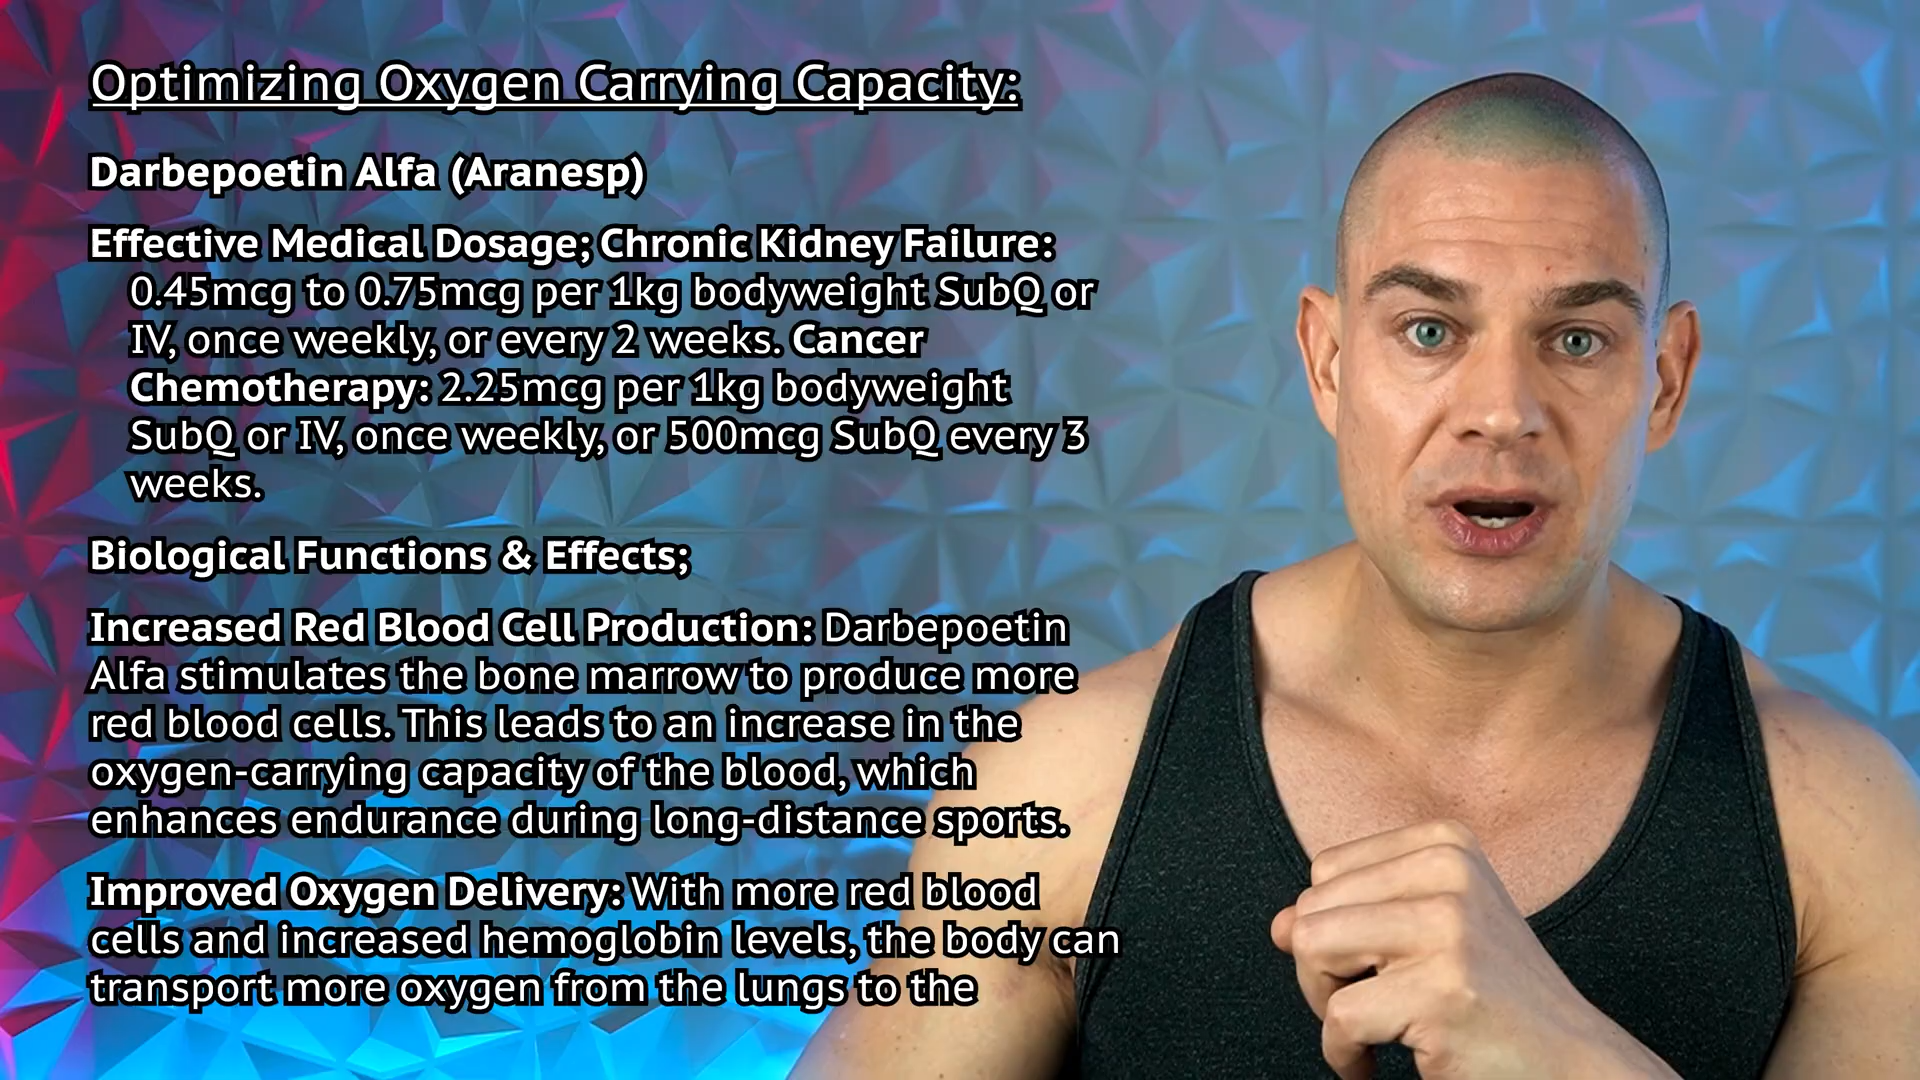 Optimizing Oxygen Carrying Capacity:
Darbepoetin Alfa (Aranesp)
Effective Medical Dosage; Chronic Kidney Failure:
0.45mcg to 0.75mcg per 1kg bodyweight SubQ or
IV, once weekly, or every 2 weeks. Cancer
Chemotherapy: 2.25mcg per 1kg bodyweight
SubQ or IV, once weekly, or 500mcg SubQ every 3
weeks.
Biological Functions & Effects;
Increased Red Blood Cell Production: Darbepoetin
Alfa stimulates the bone marrow to produce more
red blood cells. This leads to an increase in the
oxygen-carrying capacity of the blood, which
enhances endurance during long-distance sports.
Improved Oxygen Delivery: With more red blood
cells and increased hemoglobin levels, the body can
transport more oxygen from the lungs to the